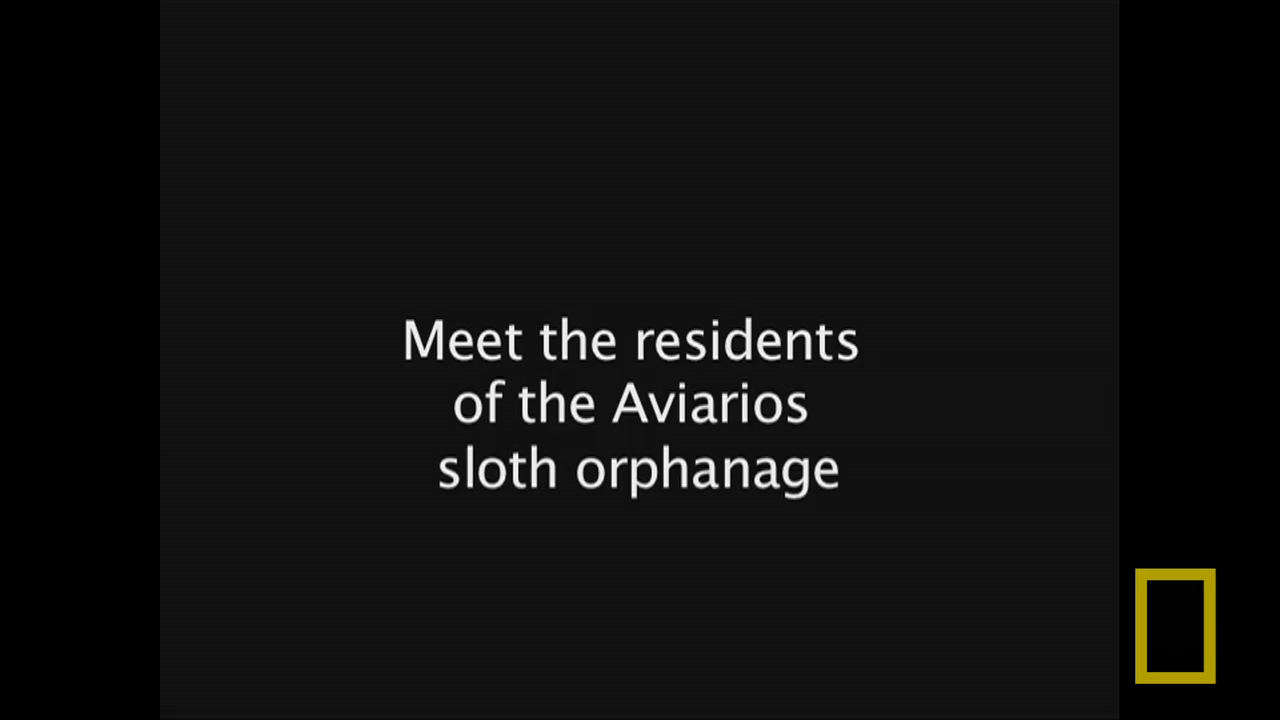 Meet the residents
of the Aviarios
sloth orphanage